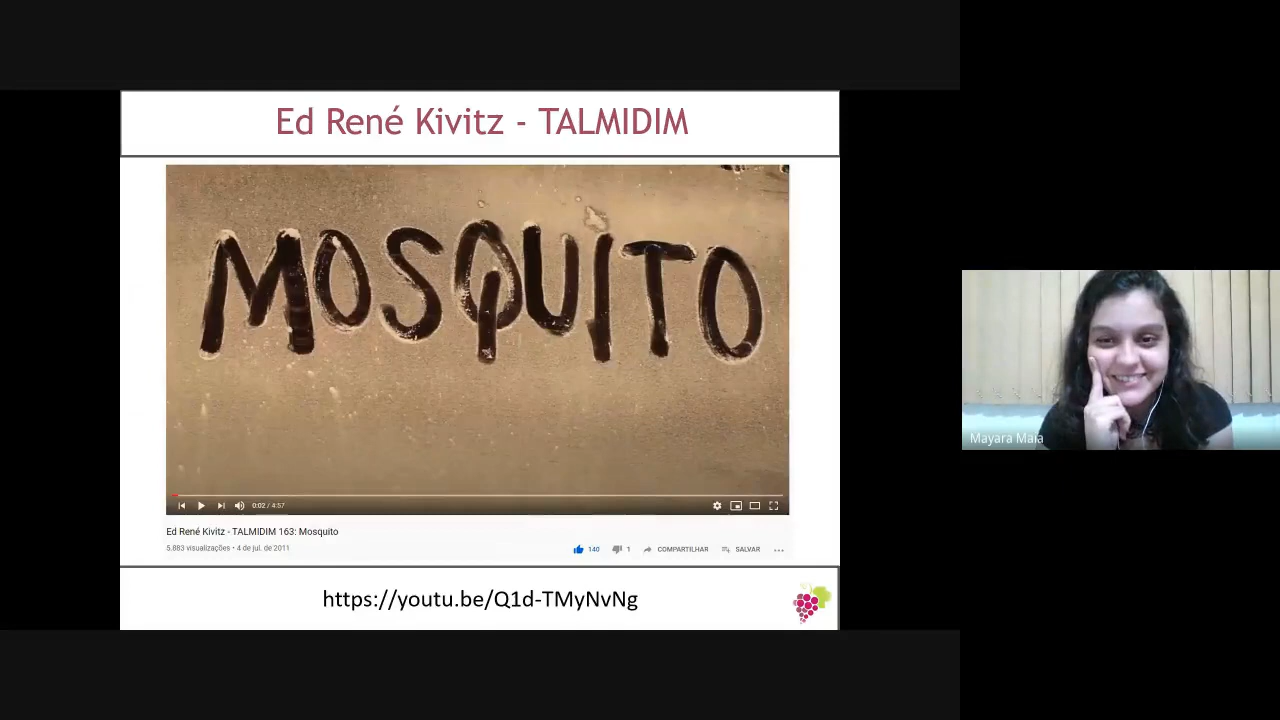 Ed René Kivitz - TALMIDIM
MOSQUITO
0:02 / 4:57
Ed René Kivitz - TALMIDIM 163: Mosquito
5.883 visualizações • 4 de jul. de 2011
140
1
COMPARTILHAR
SALVAR
https://youtu.be/Q1d-TMyNvNg
Mayara Maia